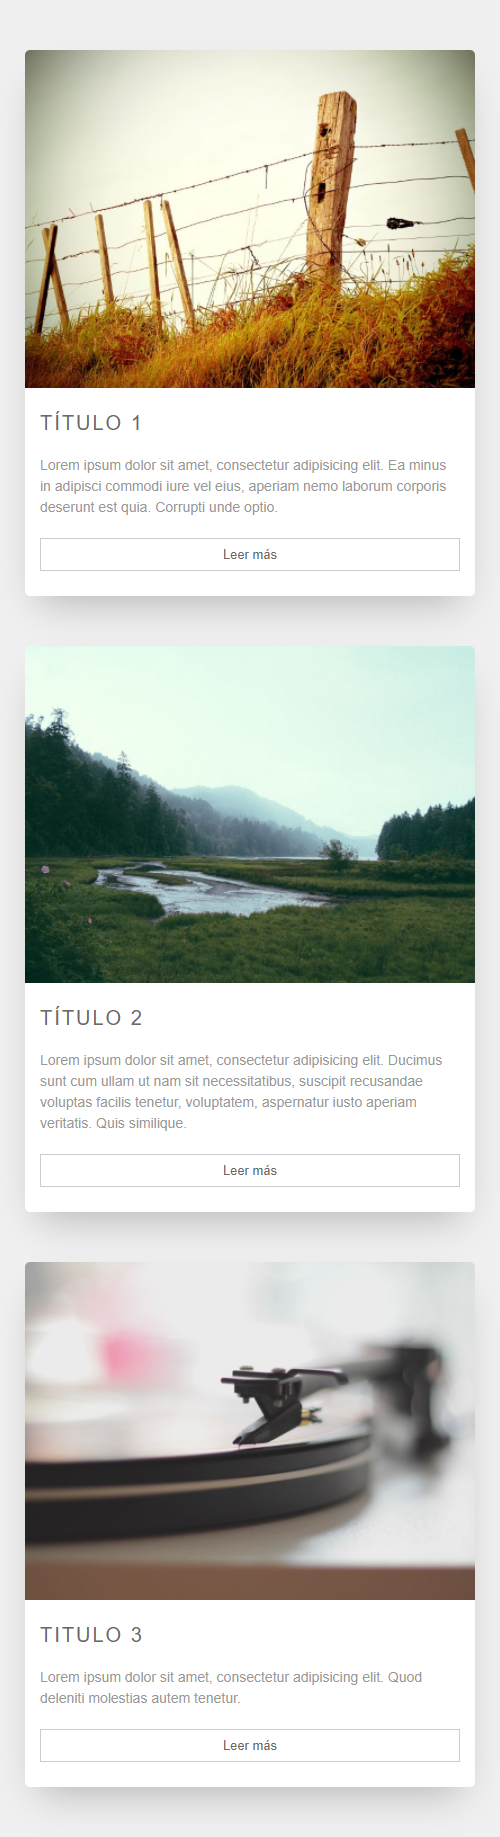 TÍTULO 1
Lorem ipsum dolor sit amet, consectetur adipisicing elit. Ea minus
in adipisci commodi iure vel eius, aperiam nemo laborum corporis
deserunt est quia. Corrupti unde optio.
Leer más
TÍTULO 2
Lorem ipsum dolor sit amet, consectetur adipisicing elit. Ducimus
sunt cum ullam ut nam sit necessitatibus, suscipit recusandae
voluptas facilis tenetur, voluptatem, aspernatur iusto aperiam
veritatis. Quis similique.
Leer más
TITULO 3
Lorem ipsum dolor sit amet, consectetur adipisicing elit. Quod
deleniti molestias autem tenetur.
Leer más